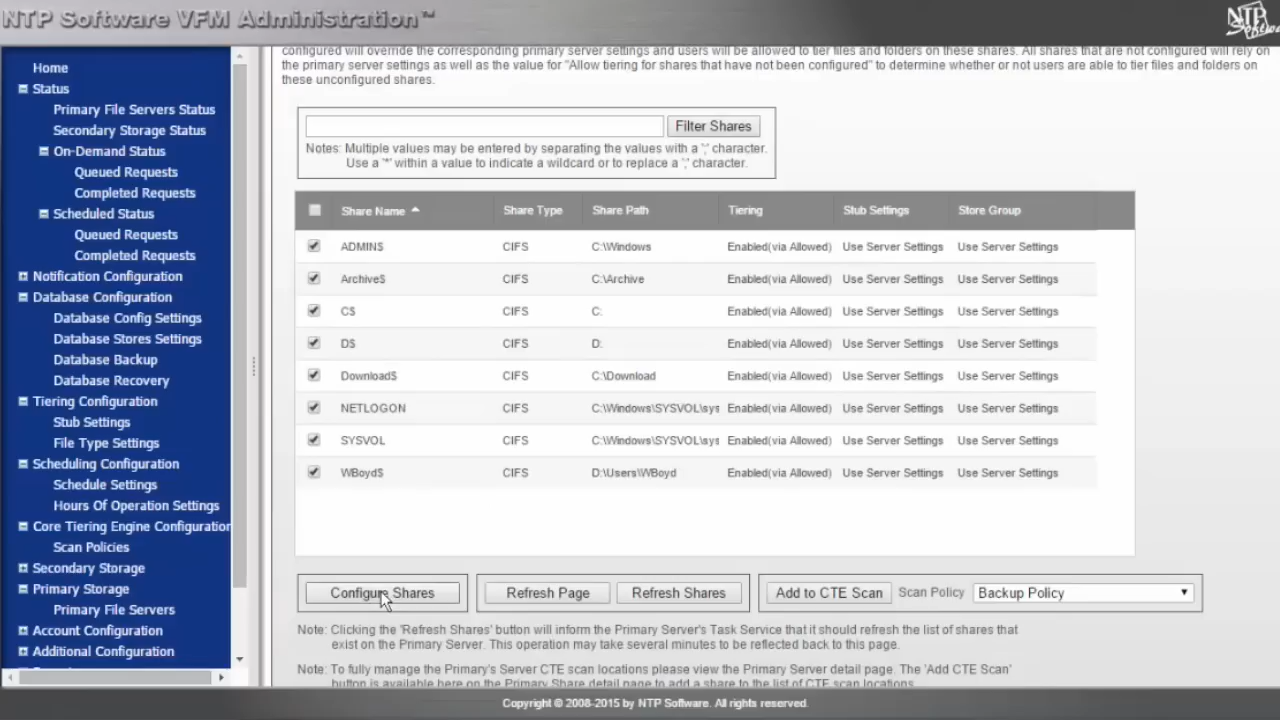 NTP Software VFM Administration™
NTP
Software
Home
Status
Primary File Servers Status
Secondary Storage Status
On-Demand Status
Queued Requests
Completed Requests
Scheduled Status
Queued Requests
Completed Requests
Notification Configuration
Database Configuration
Database Config Settings
Database Stores Settings
Database Backup
Database Recovery
Tiering Configuration
Stub Settings
File Type Settings
Scheduling Configuration
Schedule Settings
Hours Of Operation Settings
Core Tiering Engine Configuration
Scan Policies
Secondary Storage
Primary Storage
Primary File Servers
Account Configuration
Additional Configuration
configured will override the corresponding primary server settings and users will be allowed to tier files and folders on these shares. All shares that are not configured will rely on
the primary server settings as well as the value for "Allow tiering for shares that have not been configured" to determine whether or not users are able to tier files and folders on
these unconfigured shares.
Filter Shares
Notes: Multiple values may be entered by separating the values with a ';' character.
Use a '*' within a value to indicate a wildcard or to replace a ';' character.
Share Name Share Type Share Path Tiering Stub Settings Store Group
ADMIN$ CIFS C:\Windows Enabled(via Allowed) Use Server Settings Use Server Settings
Archive$ CIFS C:\Archive Enabled(via Allowed) Use Server Settings Use Server Settings
C$ CIFS C: Enabled(via Allowed) Use Server Settings Use Server Settings
D$ CIFS D: Enabled(via Allowed) Use Server Settings Use Server Settings
Download$ CIFS C:\Download Enabled(via Allowed) Use Server Settings Use Server Settings
NETLOGON CIFS C:\Windows\SYSVOL\sys Enabled(via Allowed) Use Server Settings Use Server Settings
SYSVOL CIFS C:\Windows\SYSVOL\sys Enabled(via Allowed) Use Server Settings Use Server Settings
WBoyd$ CIFS D:\Users\WBoyd Enabled(via Allowed) Use Server Settings Use Server Settings
Configure Shares Refresh Page Refresh Shares Add to CTE Scan Scan Policy Backup Policy
Note: Clicking the 'Refresh Shares' button will inform the Primary Server's Task Service that it should refresh the list of shares that
exist on the Primary Server. This operation may take several minutes to be reflected back to this page.
Note: To fully manage the Primary's Server CTE scan locations please view the Primary Server detail page. The 'Add CTE Scan'
button is available here on the Primary Share detail page to add a share to the list of CTE scan locations.
Copyright © 2008-2015 by NTP Software. All rights reserved.